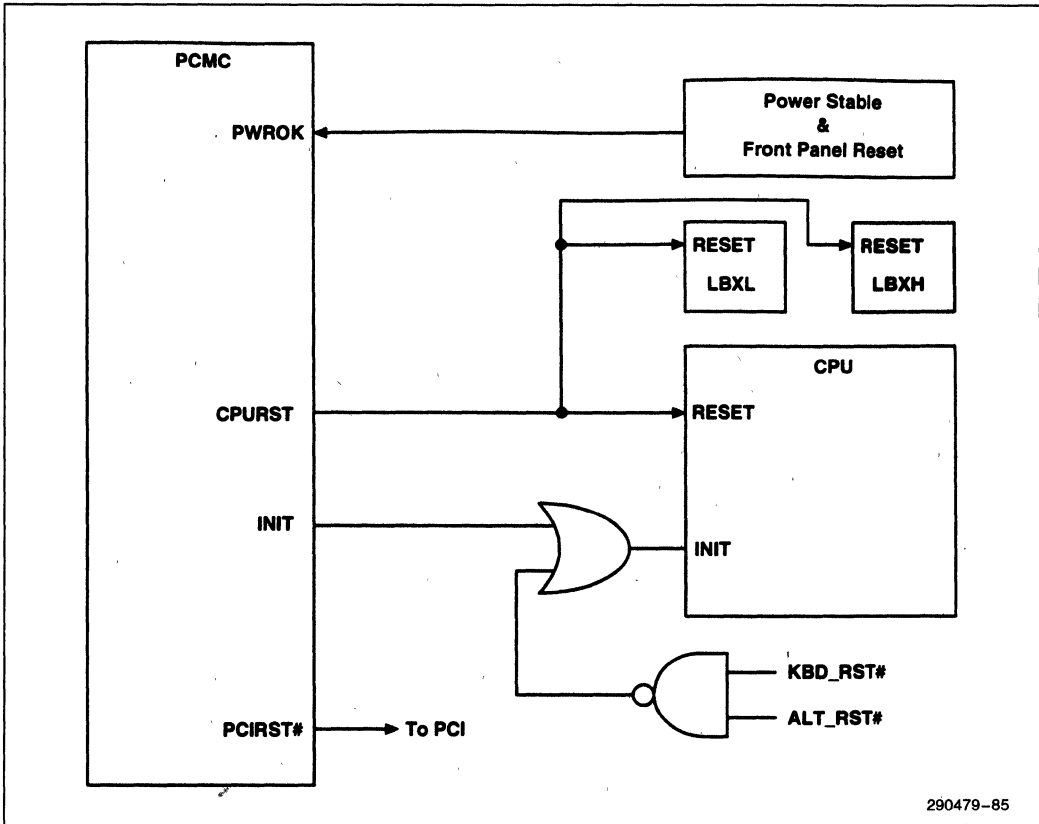 PCMC
PWROK
Power Stable
&
Front Panel Reset
RESET
LBXL
RESET
LBXH
CPU
CPURST
RESET
INIT
INIT
KBD_RST#
ALT_RST#
PCIRST#
To PCI
290479-85